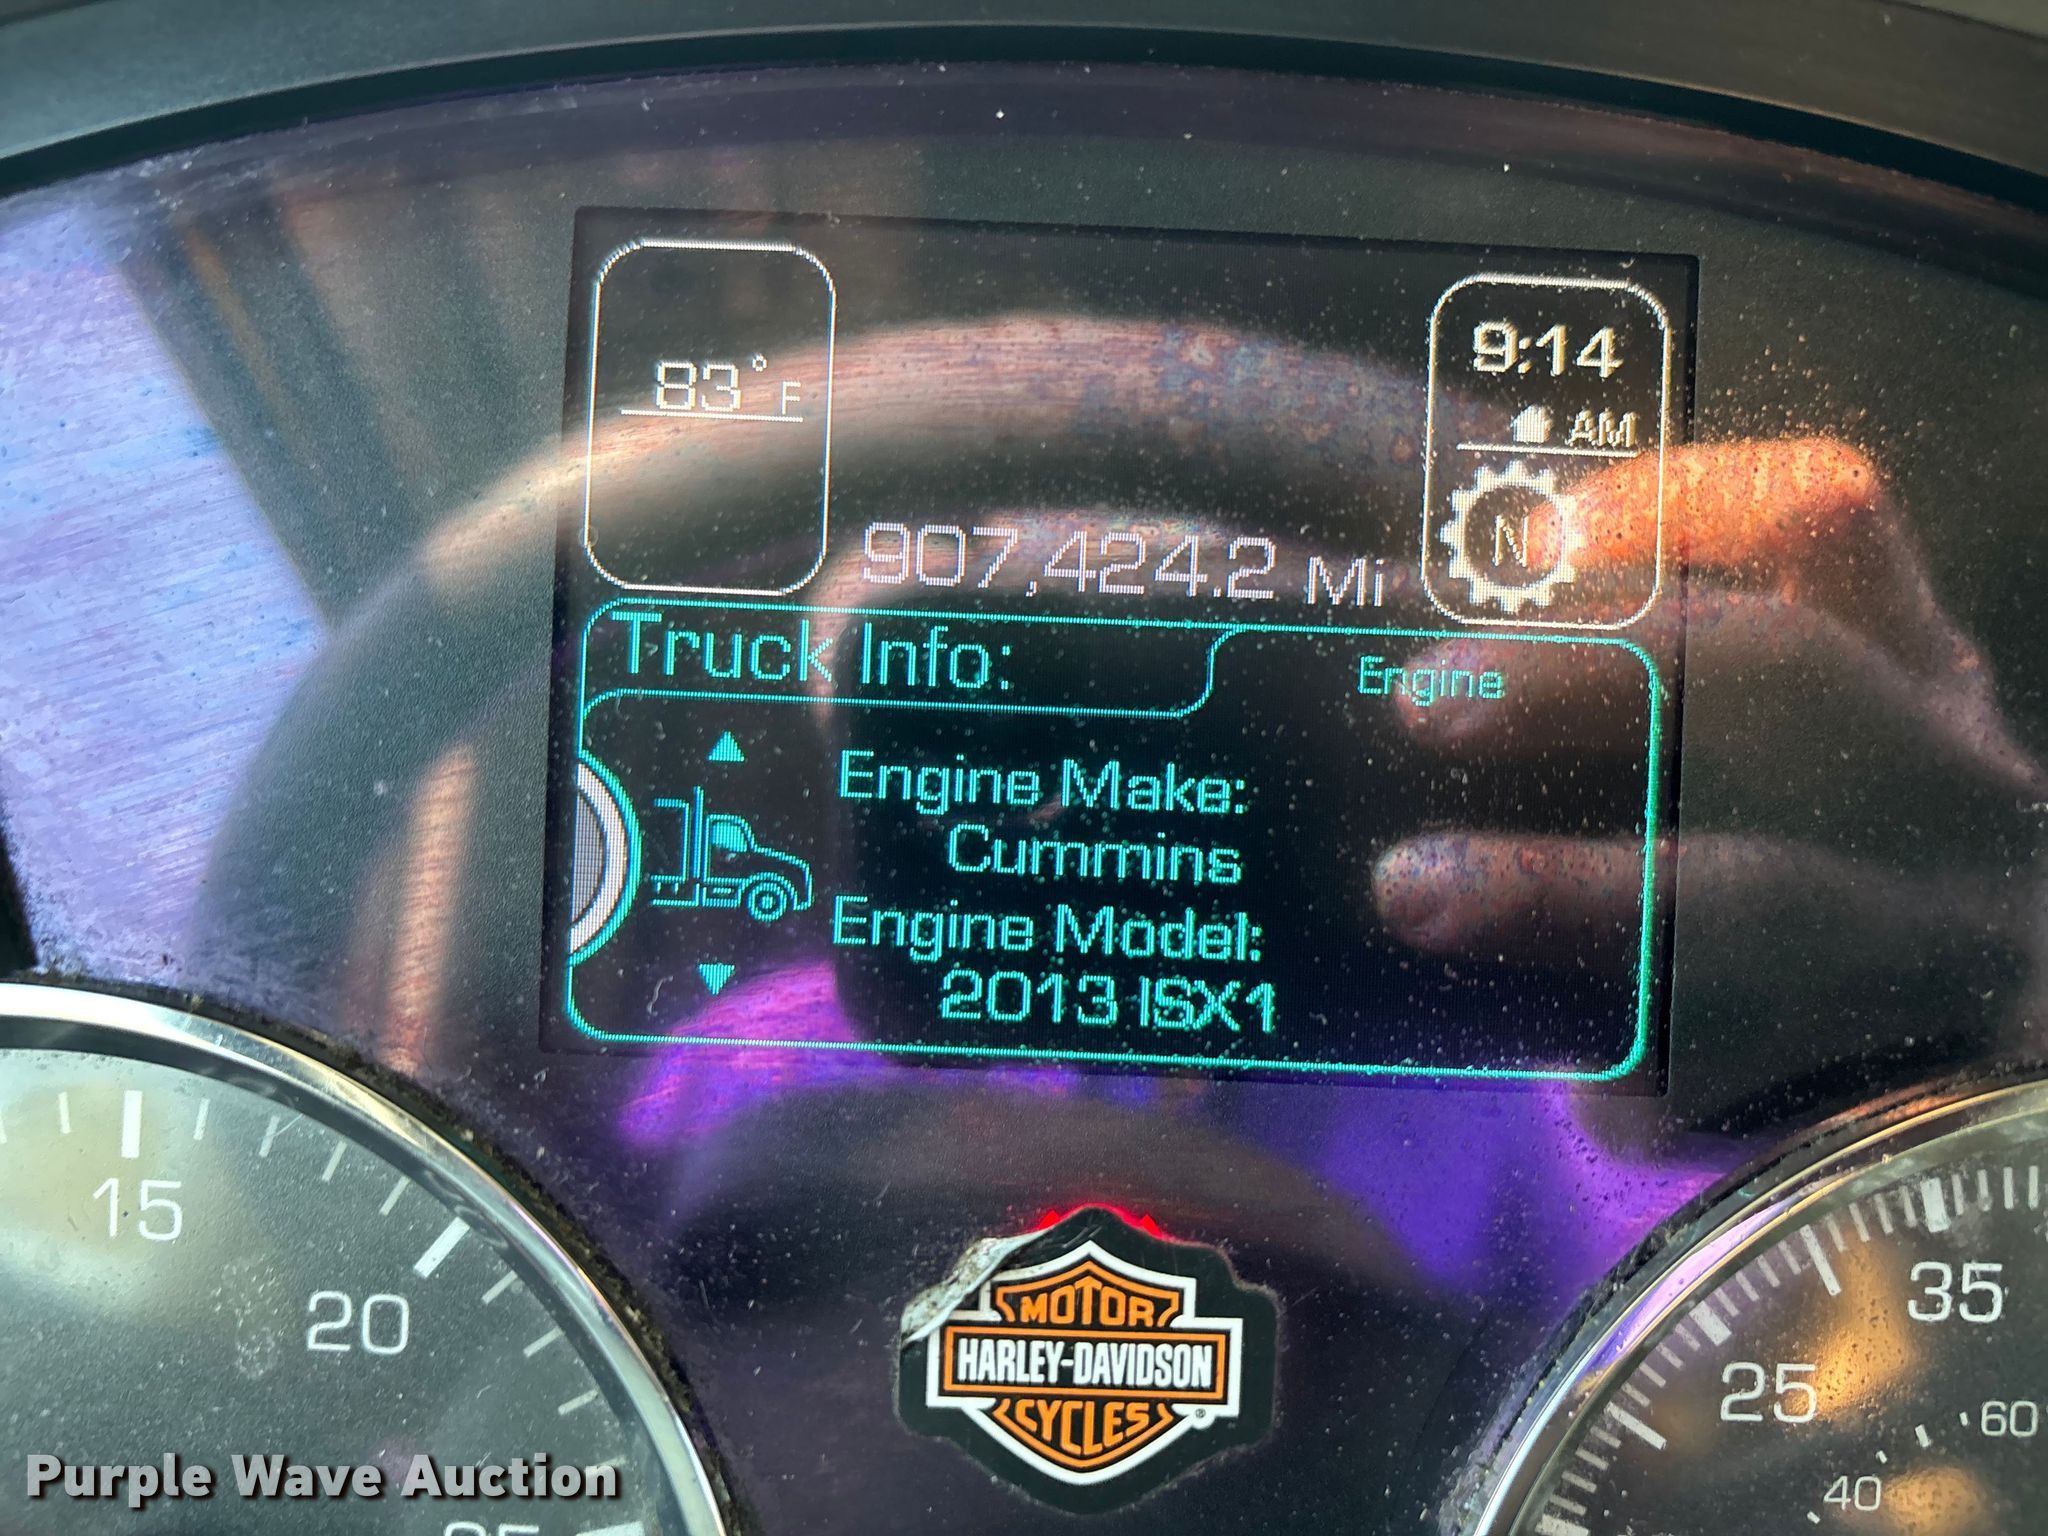 83°F
9:14
AM
N
907,424.2 Mi
Truck Info:
Engine
Engine Make:
Cummins
Engine Model:
2013 ISX1
15
20
35
25
60
40
MOTOR
HARLEY-DAVIDSON
CYCLES
®
Purple Wave Auction